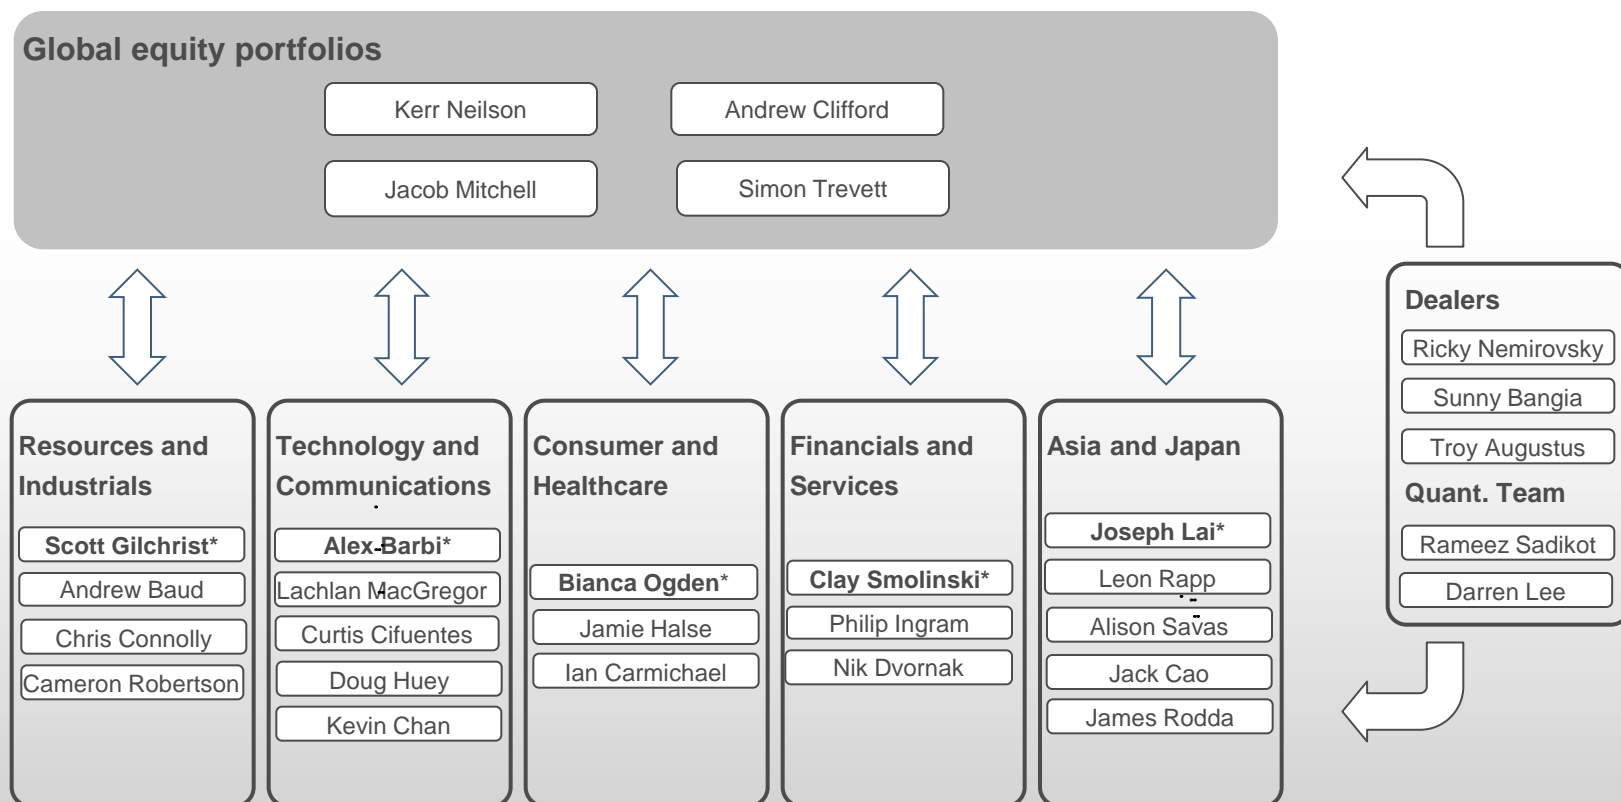 Global equity portfolios
Kerr Neilson
Andrew Clifford
Jacob Mitchell
Simon Trevett
Resources and
Industrials
Scott Gilchrist*
Andrew Baud
Chris Connolly
Cameron Robertson
Technology and
Communications
Alex Barbi*
Lachlan MacGregor
Curtis Cifuentes
Doug Huey
Kevin Chan
Consumer and
Healthcare
Bianca Ogden*
Jamie Halse
Ian Carmichael
Financials and
Services
Clay Smolinski*
Philip Ingram
Nik Dvornak
Asia and Japan
Joseph Lai*
Leon Rapp
Alison Savas
Jack Cao
James Rodda
Dealers
Ricky Nemirovsky
Sunny Bangia
Troy Augustus
Quant. Team
Rameez Sadikot
Darren Lee